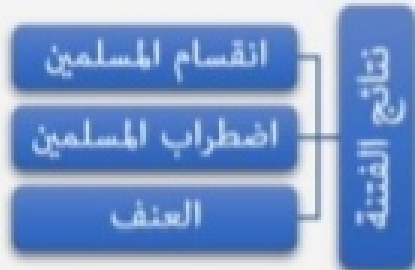 نتائج الفتنة
انقسام المسلمين
اضطراب المسلمين
العنف